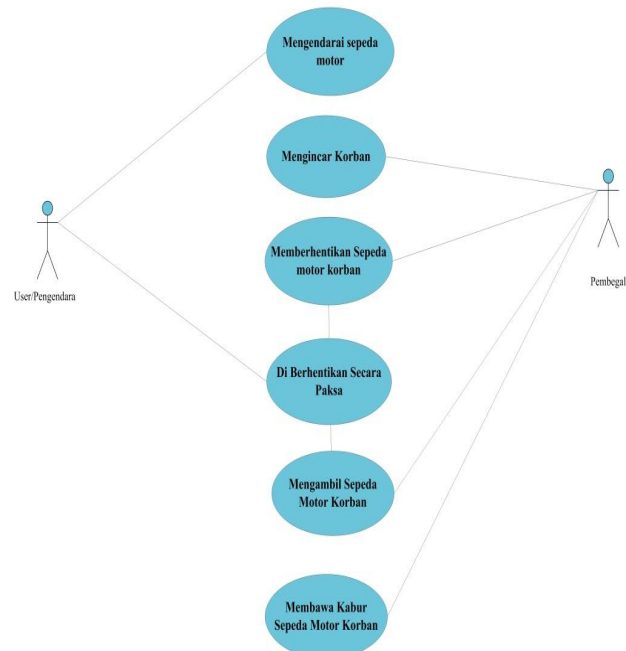 Mengendarai sepeda
motor
Mengincar Korban
Memberhentikan Sepeda
motor korban
User/Pengendara
Pembegal
Di Berhentikan Secara
Paksa
Mengambil Sepeda
Motor Korban
Membawa Kabur
Sepeda Motor Korban